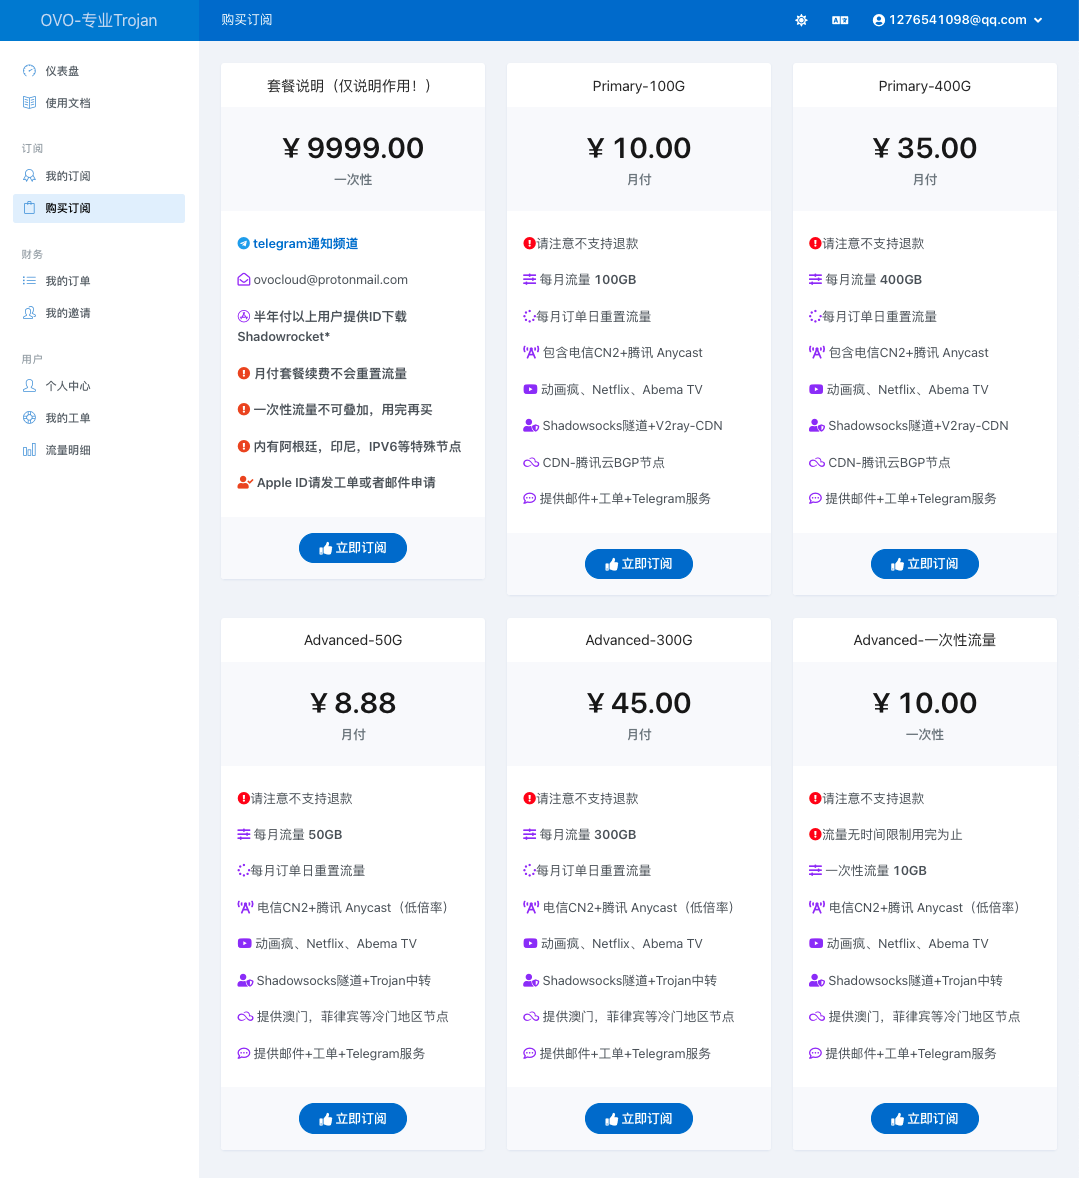 OVO-专业Trojan
购买订阅
1276541098@qq.com
仪表盘
使用文档
订阅
我的订阅
购买订阅
财务
我的订单
我的邀请
用户
个人中心
我的工单
流量明细
套餐说明（仅说明作用！）
¥ 9999.00
一次性
telegram通知频道
ovocloud@protonmail.com
半年付以上用户提供ID下载
Shadowrocket*
月付套餐续费不会重置流量
一次性流量不可叠加，用完再买
内有阿根廷，印尼，IPV6等特殊节点
Apple ID请发工单或者邮件申请
立即订阅
Primary-100G
¥ 10.00
月付
请注意不支持退款
每月流量 100GB
每月订单日重置流量
包含电信CN2+腾讯 Anycast
动画疯、Netflix、Abema TV
Shadowsocks隧道+V2ray-CDN
CDN-腾讯云BGP节点
提供邮件+工单+Telegram服务
立即订阅
Primary-400G
¥ 35.00
月付
请注意不支持退款
每月流量 400GB
每月订单日重置流量
包含电信CN2+腾讯 Anycast
动画疯、Netflix、Abema TV
Shadowsocks隧道+V2ray-CDN
CDN-腾讯云BGP节点
提供邮件+工单+Telegram服务
立即订阅
Advanced-50G
¥ 8.88
月付
请注意不支持退款
每月流量 50GB
每月订单日重置流量
电信CN2+腾讯 Anycast（低倍率）
动画疯、Netflix、Abema TV
Shadowsocks隧道+Trojan中转
提供澳门，菲律宾等冷门地区节点
提供邮件+工单+Telegram服务
立即订阅
Advanced-300G
¥ 45.00
月付
请注意不支持退款
每月流量 300GB
每月订单日重置流量
电信CN2+腾讯 Anycast（低倍率）
动画疯、Netflix、Abema TV
Shadowsocks隧道+Trojan中转
提供澳门，菲律宾等冷门地区节点
提供邮件+工单+Telegram服务
立即订阅
Advanced-一次性流量
¥ 10.00
一次性
请注意不支持退款
流量无时间限制用完为止
一次性流量 10GB
电信CN2+腾讯 Anycast（低倍率）
动画疯、Netflix、Abema TV
Shadowsocks隧道+Trojan中转
提供澳门，菲律宾等冷门地区节点
提供邮件+工单+Telegram服务
立即订阅